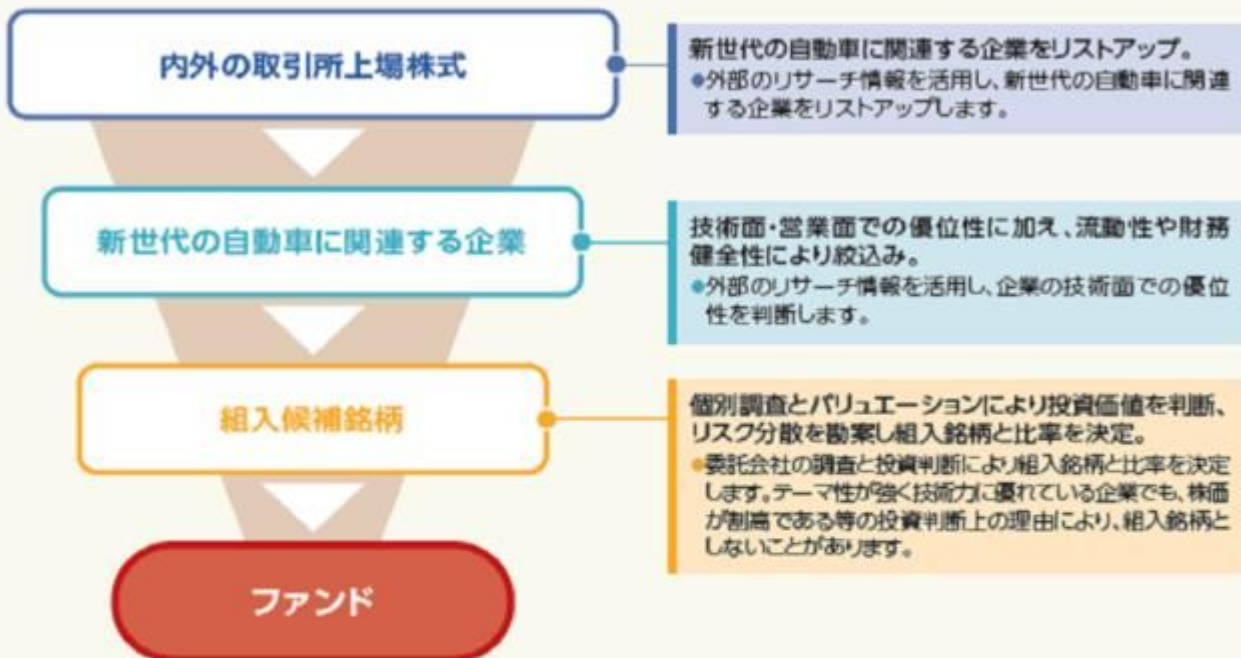 内外の取引所上場株式
新世代の自動車に関連する企業をリストアップ。
●外部のリサーチ情報を活用し、新世代の自動車に関連
する企業をリストアップします。
新世代の自動車に関連する企業
技術面・営業面での優位性に加え、流動性や財務
健全性により絞込み。
●外部のリサーチ情報を活用し、企業の技術面での優位
性を判断します。
組入候補銘柄
個別調査とバリュエーションにより投資価値を判断、
リスク分散を勘案し組入銘柄と比率を決定。
●委託会社の調査と投資判断により組入銘柄と比率を決定
します。テーマ性が強く技術力に優れている企業でも、株価
が割高である等の投資判断上の理由により、組入銘柄と
しないことがあります。
ファンド